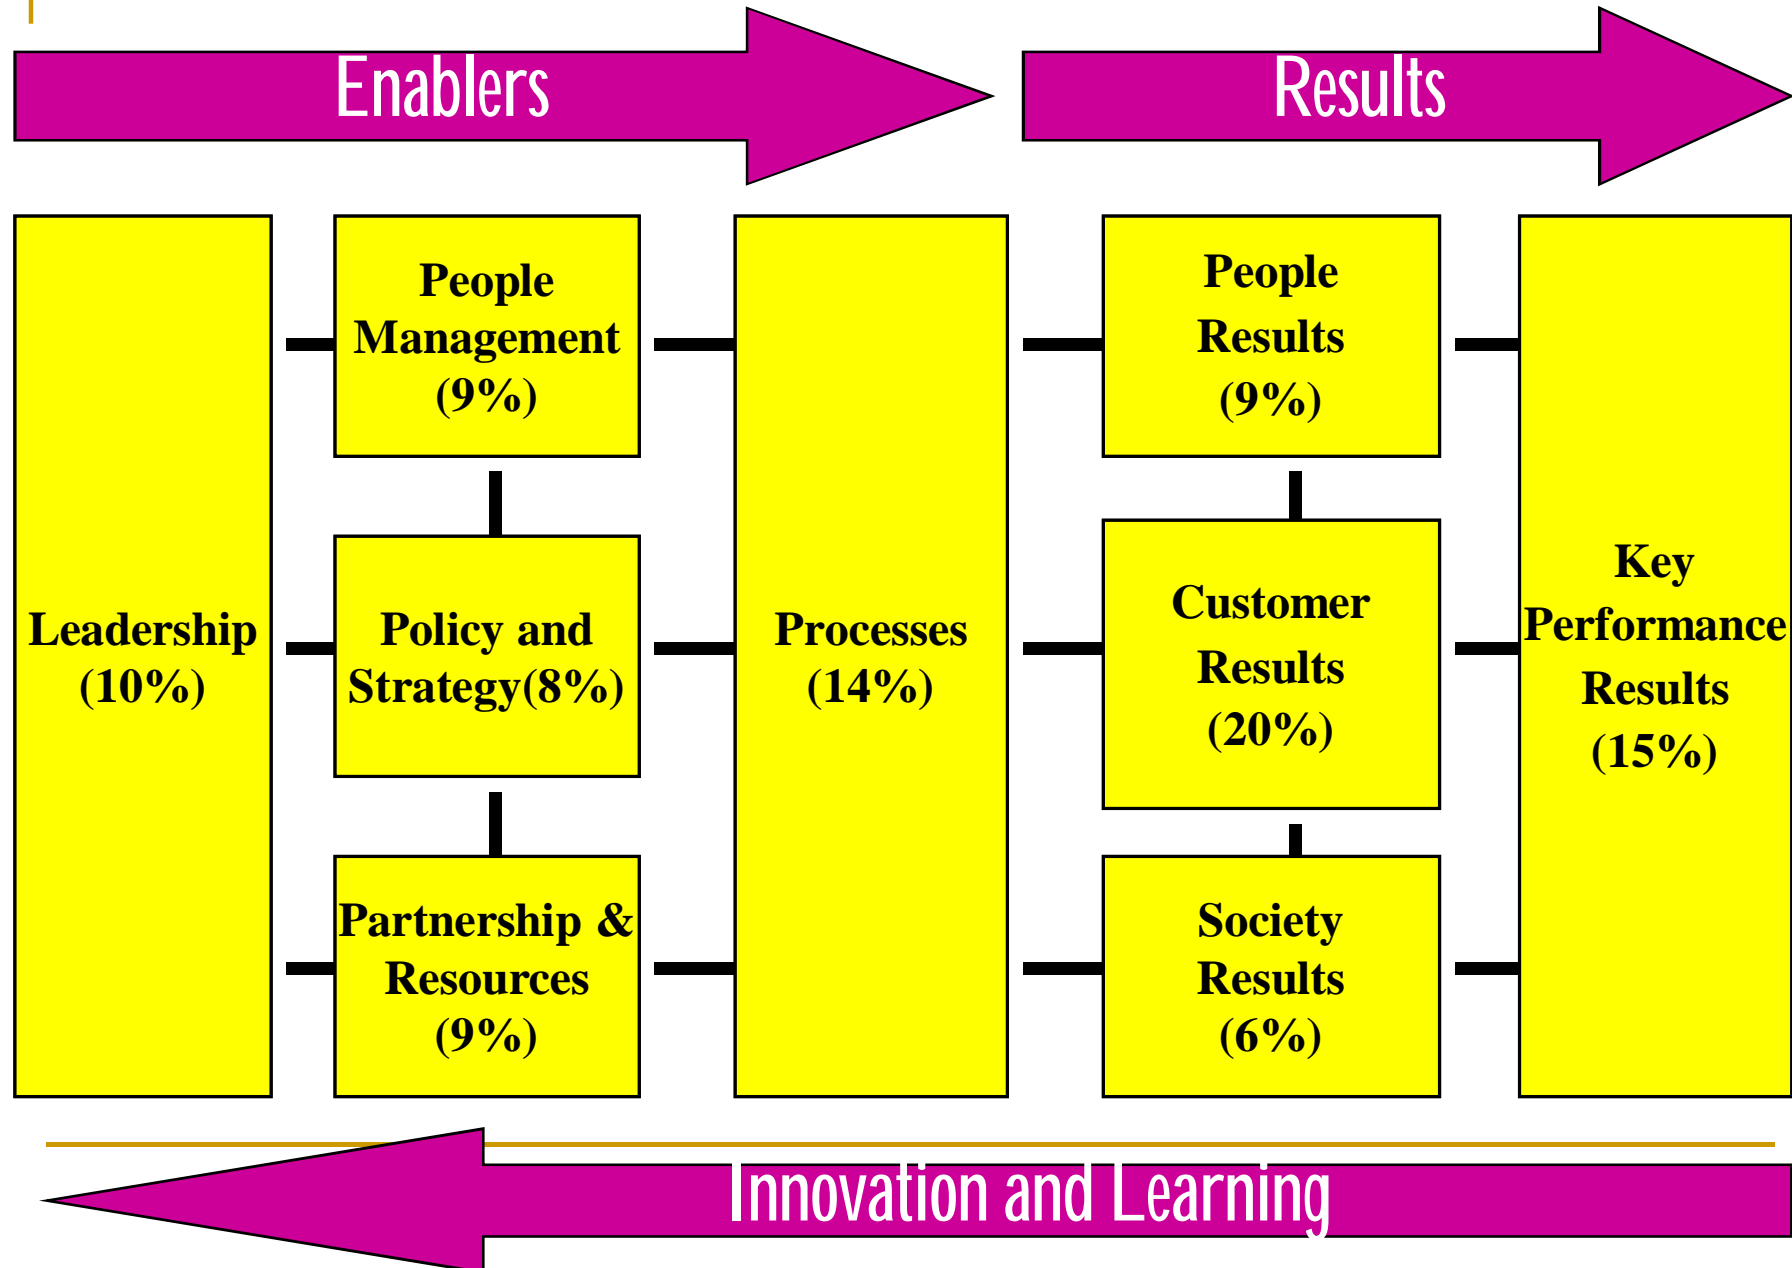 Enablers
Results
People
Management
(9%)
People
Results
(9%)
Leadership
(10%)
Policy and
Strategy(8%)
Processes
(14%)
Customer
Results
(20%)
Key
Performance
Results
(15%)
Partnership &
Resources
(9%)
Society
Results
(6%)
Innovation and Learning